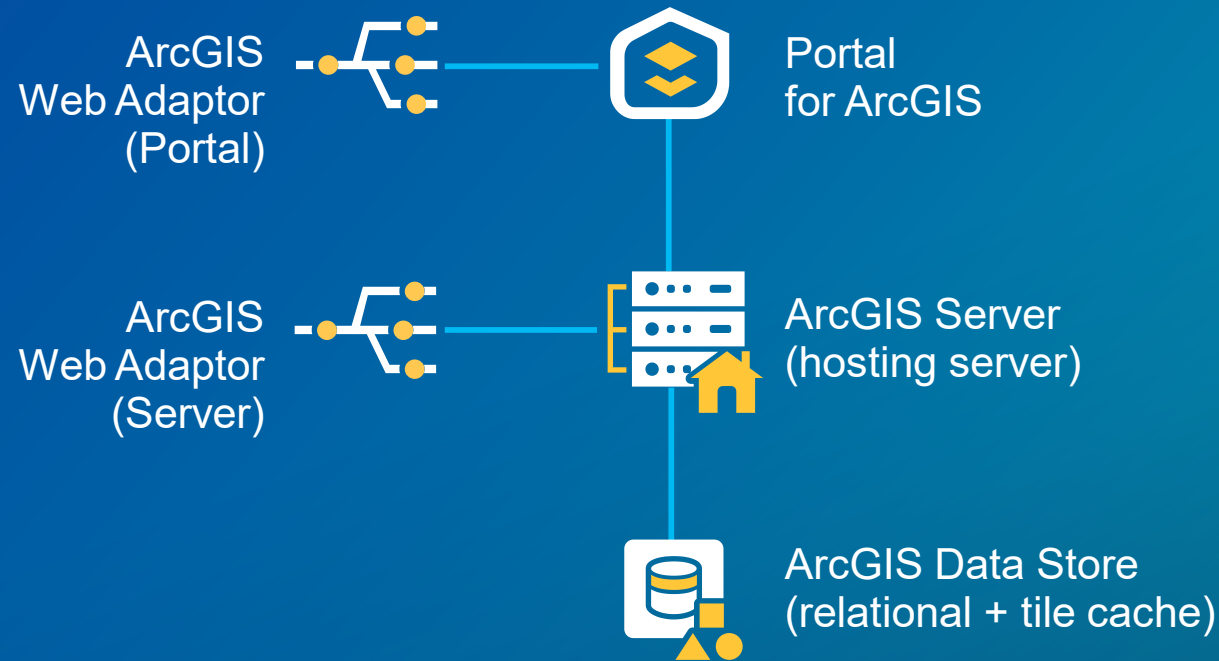 ArcGIS
Web Adaptor
(Portal)
Portal
for ArcGIS
ArcGIS
Web Adaptor
(Server)
ArcGIS Server
(hosting server)
ArcGIS Data Store
(relational + tile cache)